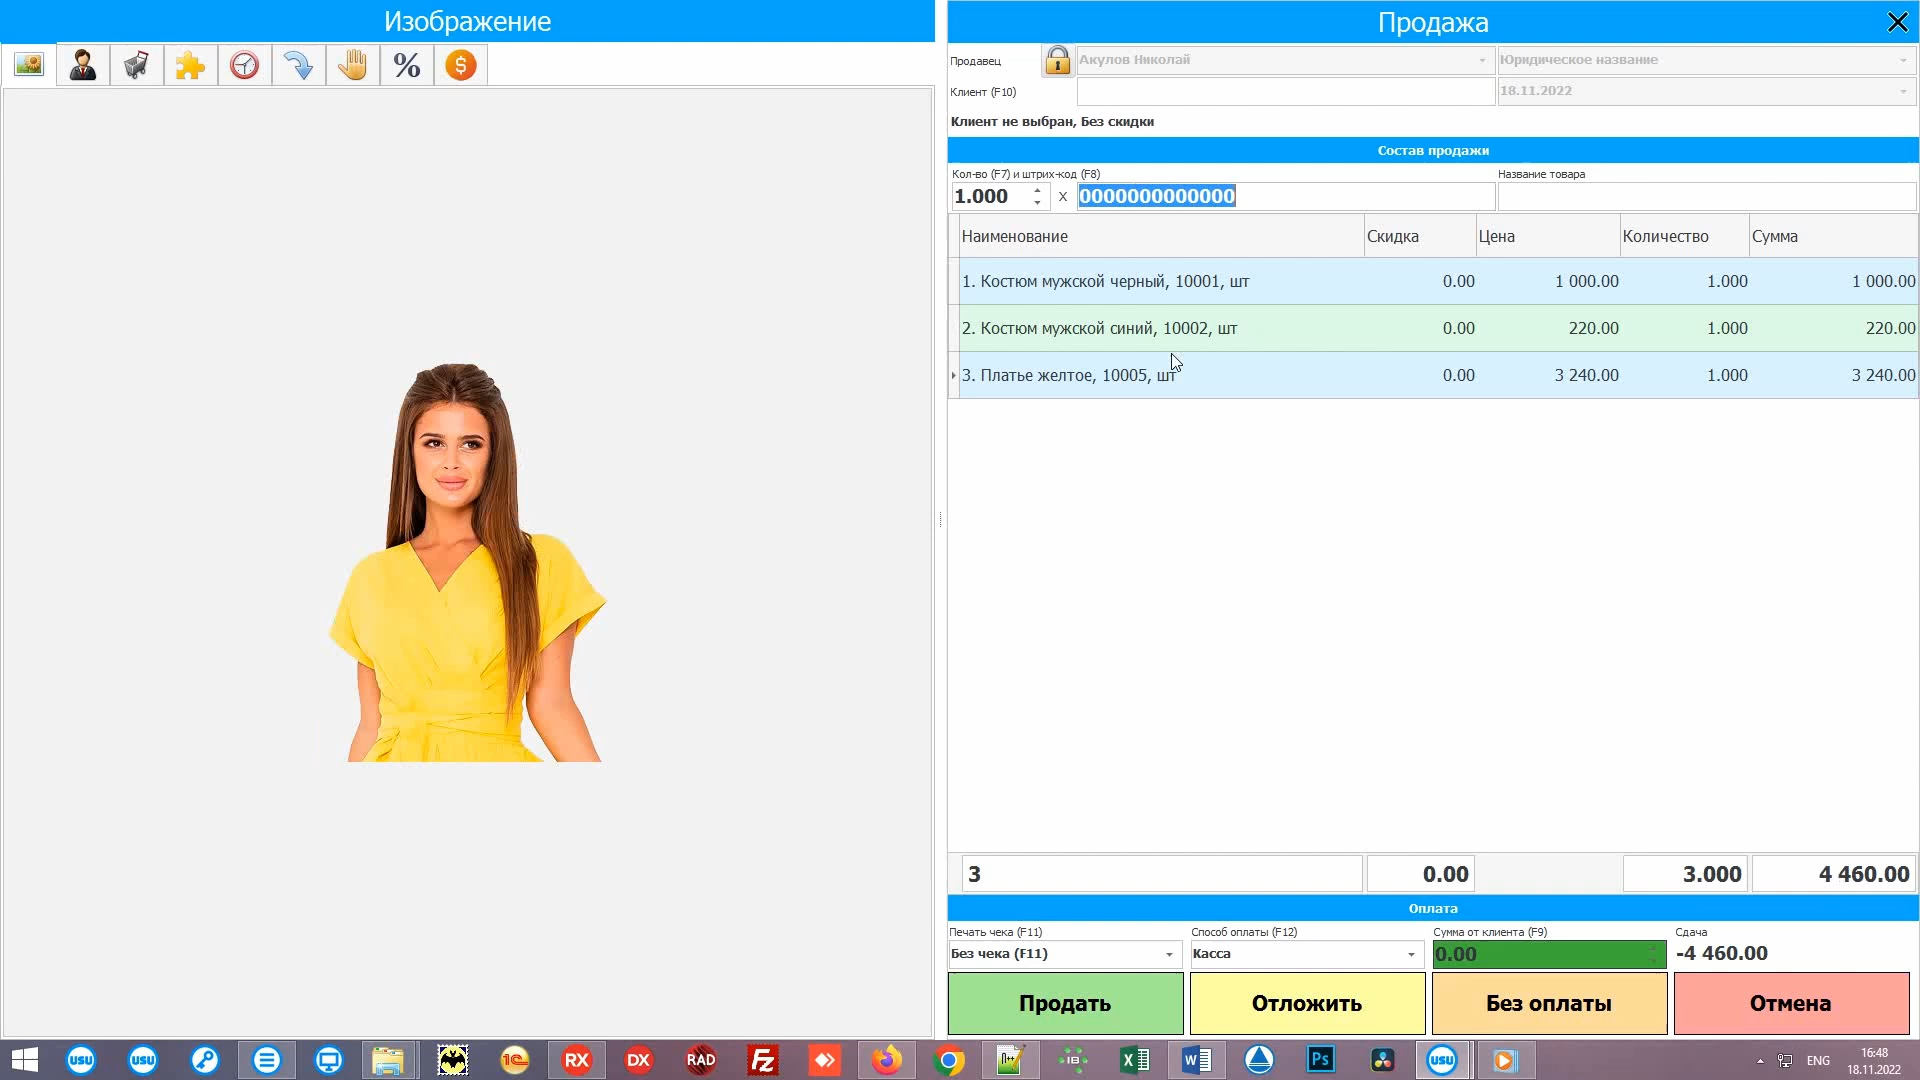 Изображение
Продажа
Продавец
Акулов Николай
Юридическое название
Клиент (F10)
18.11.2022
Клиент не выбран, Без скидки
Состав продажи
Кол-во (F7) и штрих-код (F8)
Название товара
1.000 X 0000000000000
Наименование Скидка Цена Количество Сумма
1. Костюм мужской черный, 10001, шт 0.00 1 000.00 1.000 1 000.00
2. Костюм мужской синий, 10002, шт 0.00 220.00 1.000 220.00
3. Платье желтое, 10005, шт 0.00 3 240.00 1.000 3 240.00
3 0.00 3.000 4 460.00
Оплата
Печать чека (F11) Способ оплаты (F12) Сумма от клиента (F9) Сдача
Без чека (F11) Касса 0.00 -4 460.00
Продать Отложить Без оплаты Отмена
USU USU 1С RX DX RAD FZ IB X W Ps USU ENG
16:48
18.11.2022